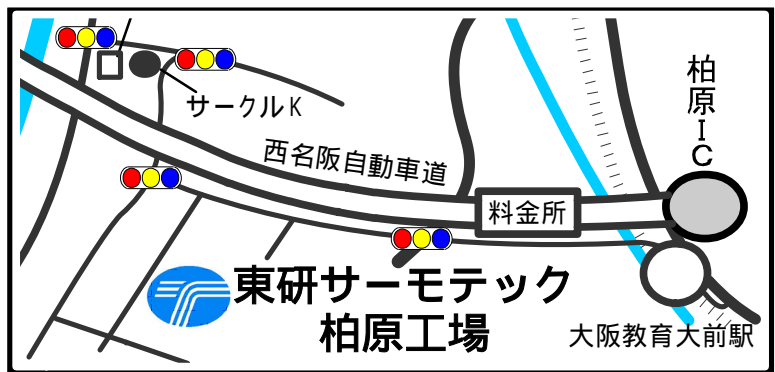 サークルK
西名阪自動車道
柏原IC
料金所
東研サーモテック
柏原工場
大阪教育大前駅